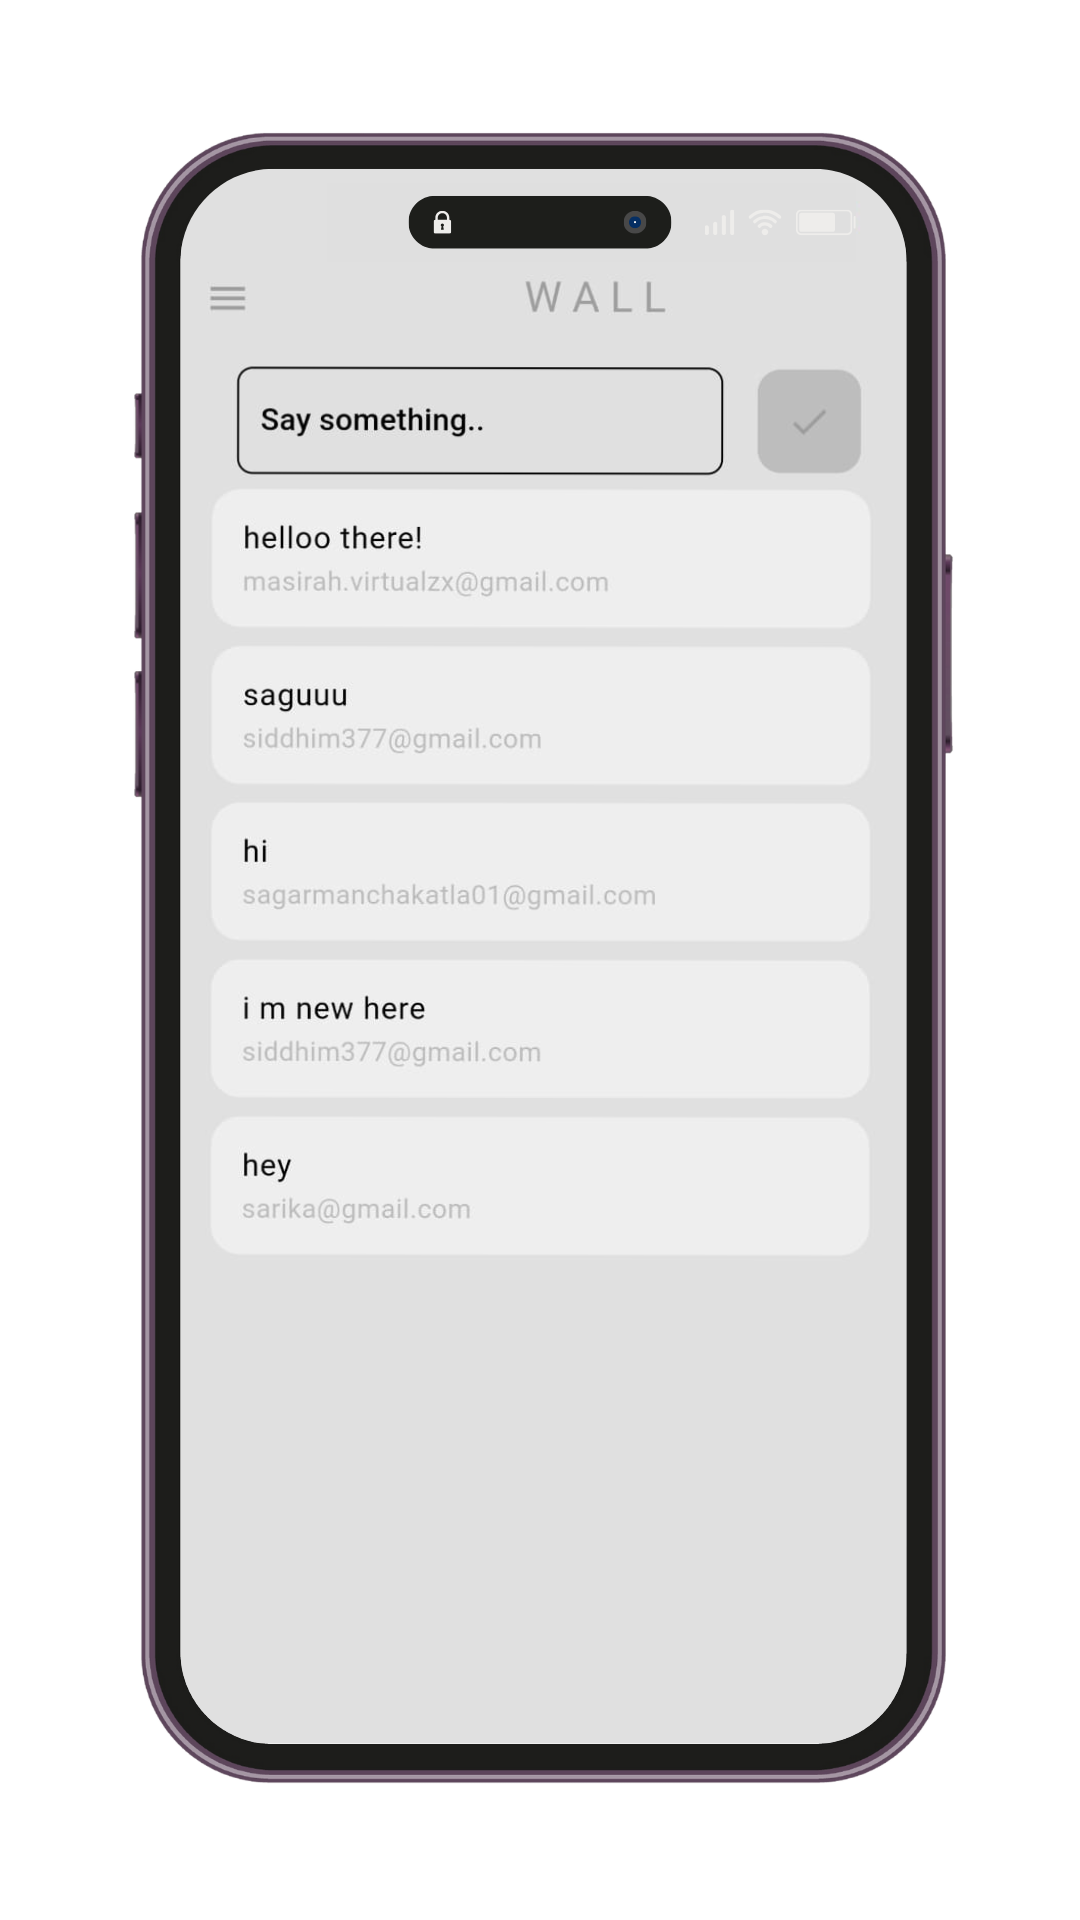 WALL
Say something..
helloo there!
masirah.virtualzx@gmail.com
saguuu
siddhim377@gmail.com
hi
sagarmanchakatla01@gmail.com
i m new here
siddhim377@gmail.com
hey
sarika@gmail.com